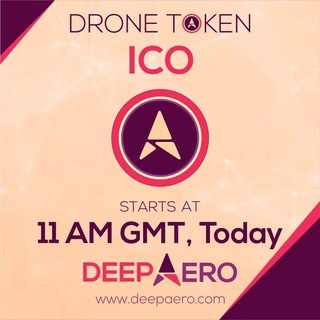 DRONE TOKEN
ICO
STARTS AT
11 AM GMT, Today
DEEPAERO
www.deepaero.com